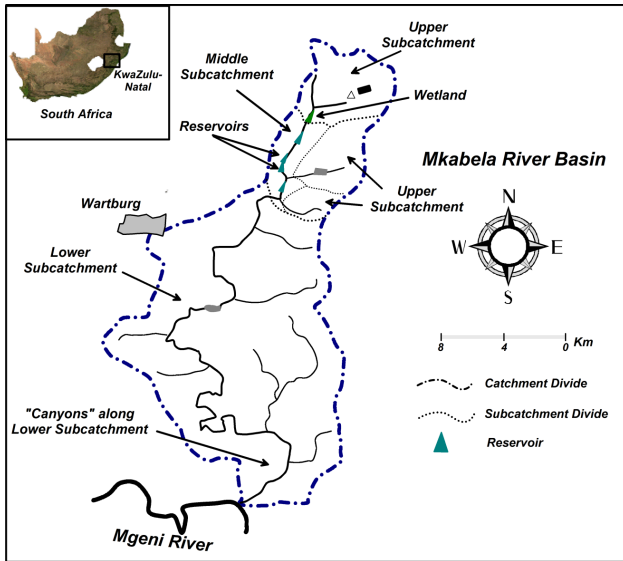 KwaZulu-
Natal
South Africa
Upper
Subcatchment
Middle
Subcatchment
Wetland
Reservoirs
Mkabela River Basin
Upper
Subcatchment
Wartburg
N
W
E
S
Lower
Subcatchment
Km
8
4
0
Catchment Divide
"Canyons" along
Lower Subcatchment
Subcatchment Divide
Reservoir
Mgeni River